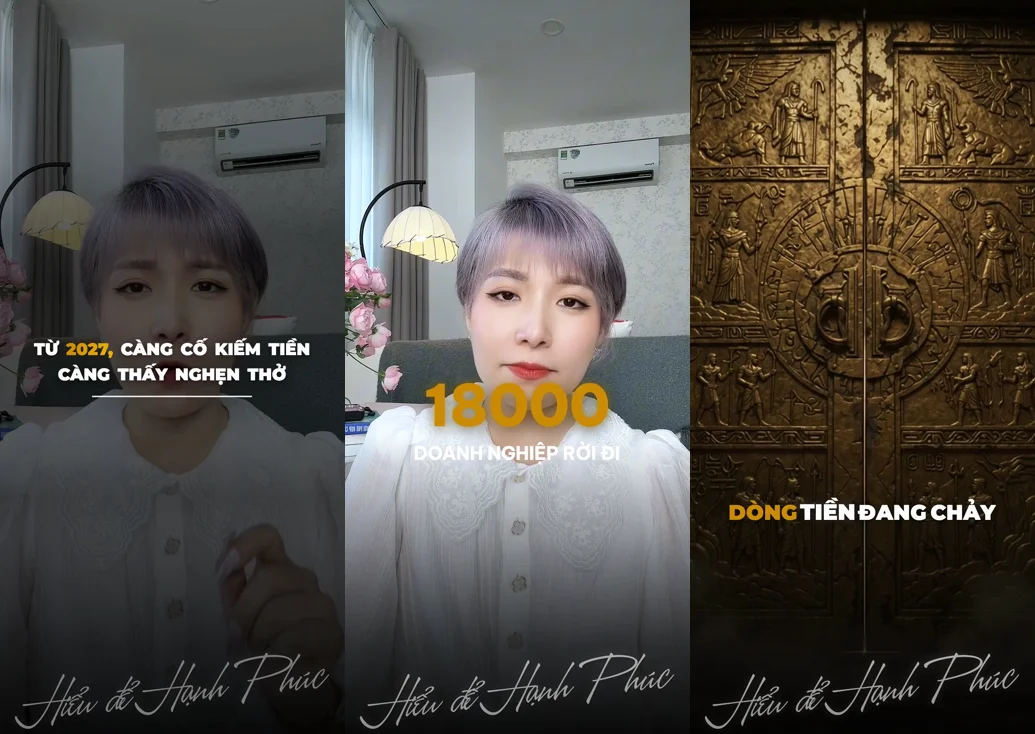 TỪ 2027, CÀNG CỐ KIẾM TIỀN
CÀNG THẤY NGHẸN THỞ
Hiểu để Hạnh Phúc
18000
DOANH NGHIỆP RỜI ĐI
Hiểu để Hạnh Phúc
DÒNG TIỀN ĐANG CHẢY
Hiểu để Hạnh Phúc